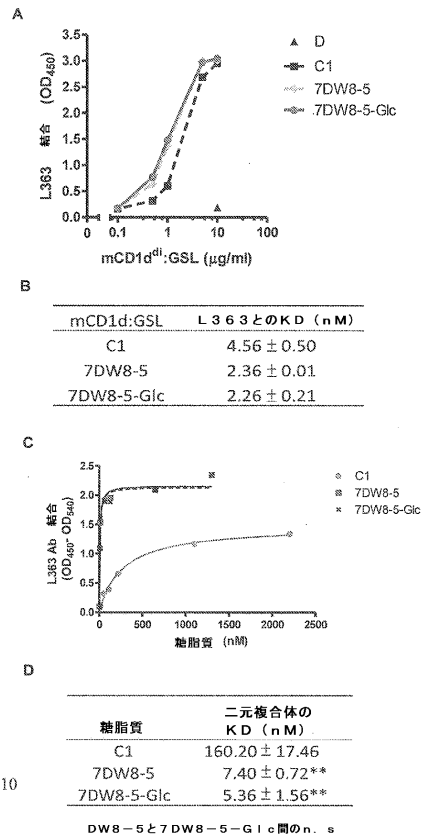 A
3.5
3.0
2.5
2.0
1.5
1.0
0.5
0.0
L363 結合 (OD450)
0
0.1
1
10
100
mCD1d^di:GSL (μg/ml)
D
C1
7DW8-5
7DW8-5-Glc
B
mCD1d:GSL
L363とのKD (nM)
C1
4.56±0.50
7DW8-5
2.36±0.01
7DW8-5-Glc
2.26±0.21
C
2.5
2.0
1.5
1.0
0.5
0.0
L363 Ab 結合
(OD450- OD540)
0
500
1000
1500
2000
2500
糖脂質 (nM)
C1
7DW8-5
7DW8-5-Glc
D
糖脂質
二元複合体の
KD (nM)
C1
160.20±17.46
7DW8-5
7.40±0.72**
7DW8-5-Glc
5.36±1.56**
10
DW8-5と7DW8-5-Glc間のn. s